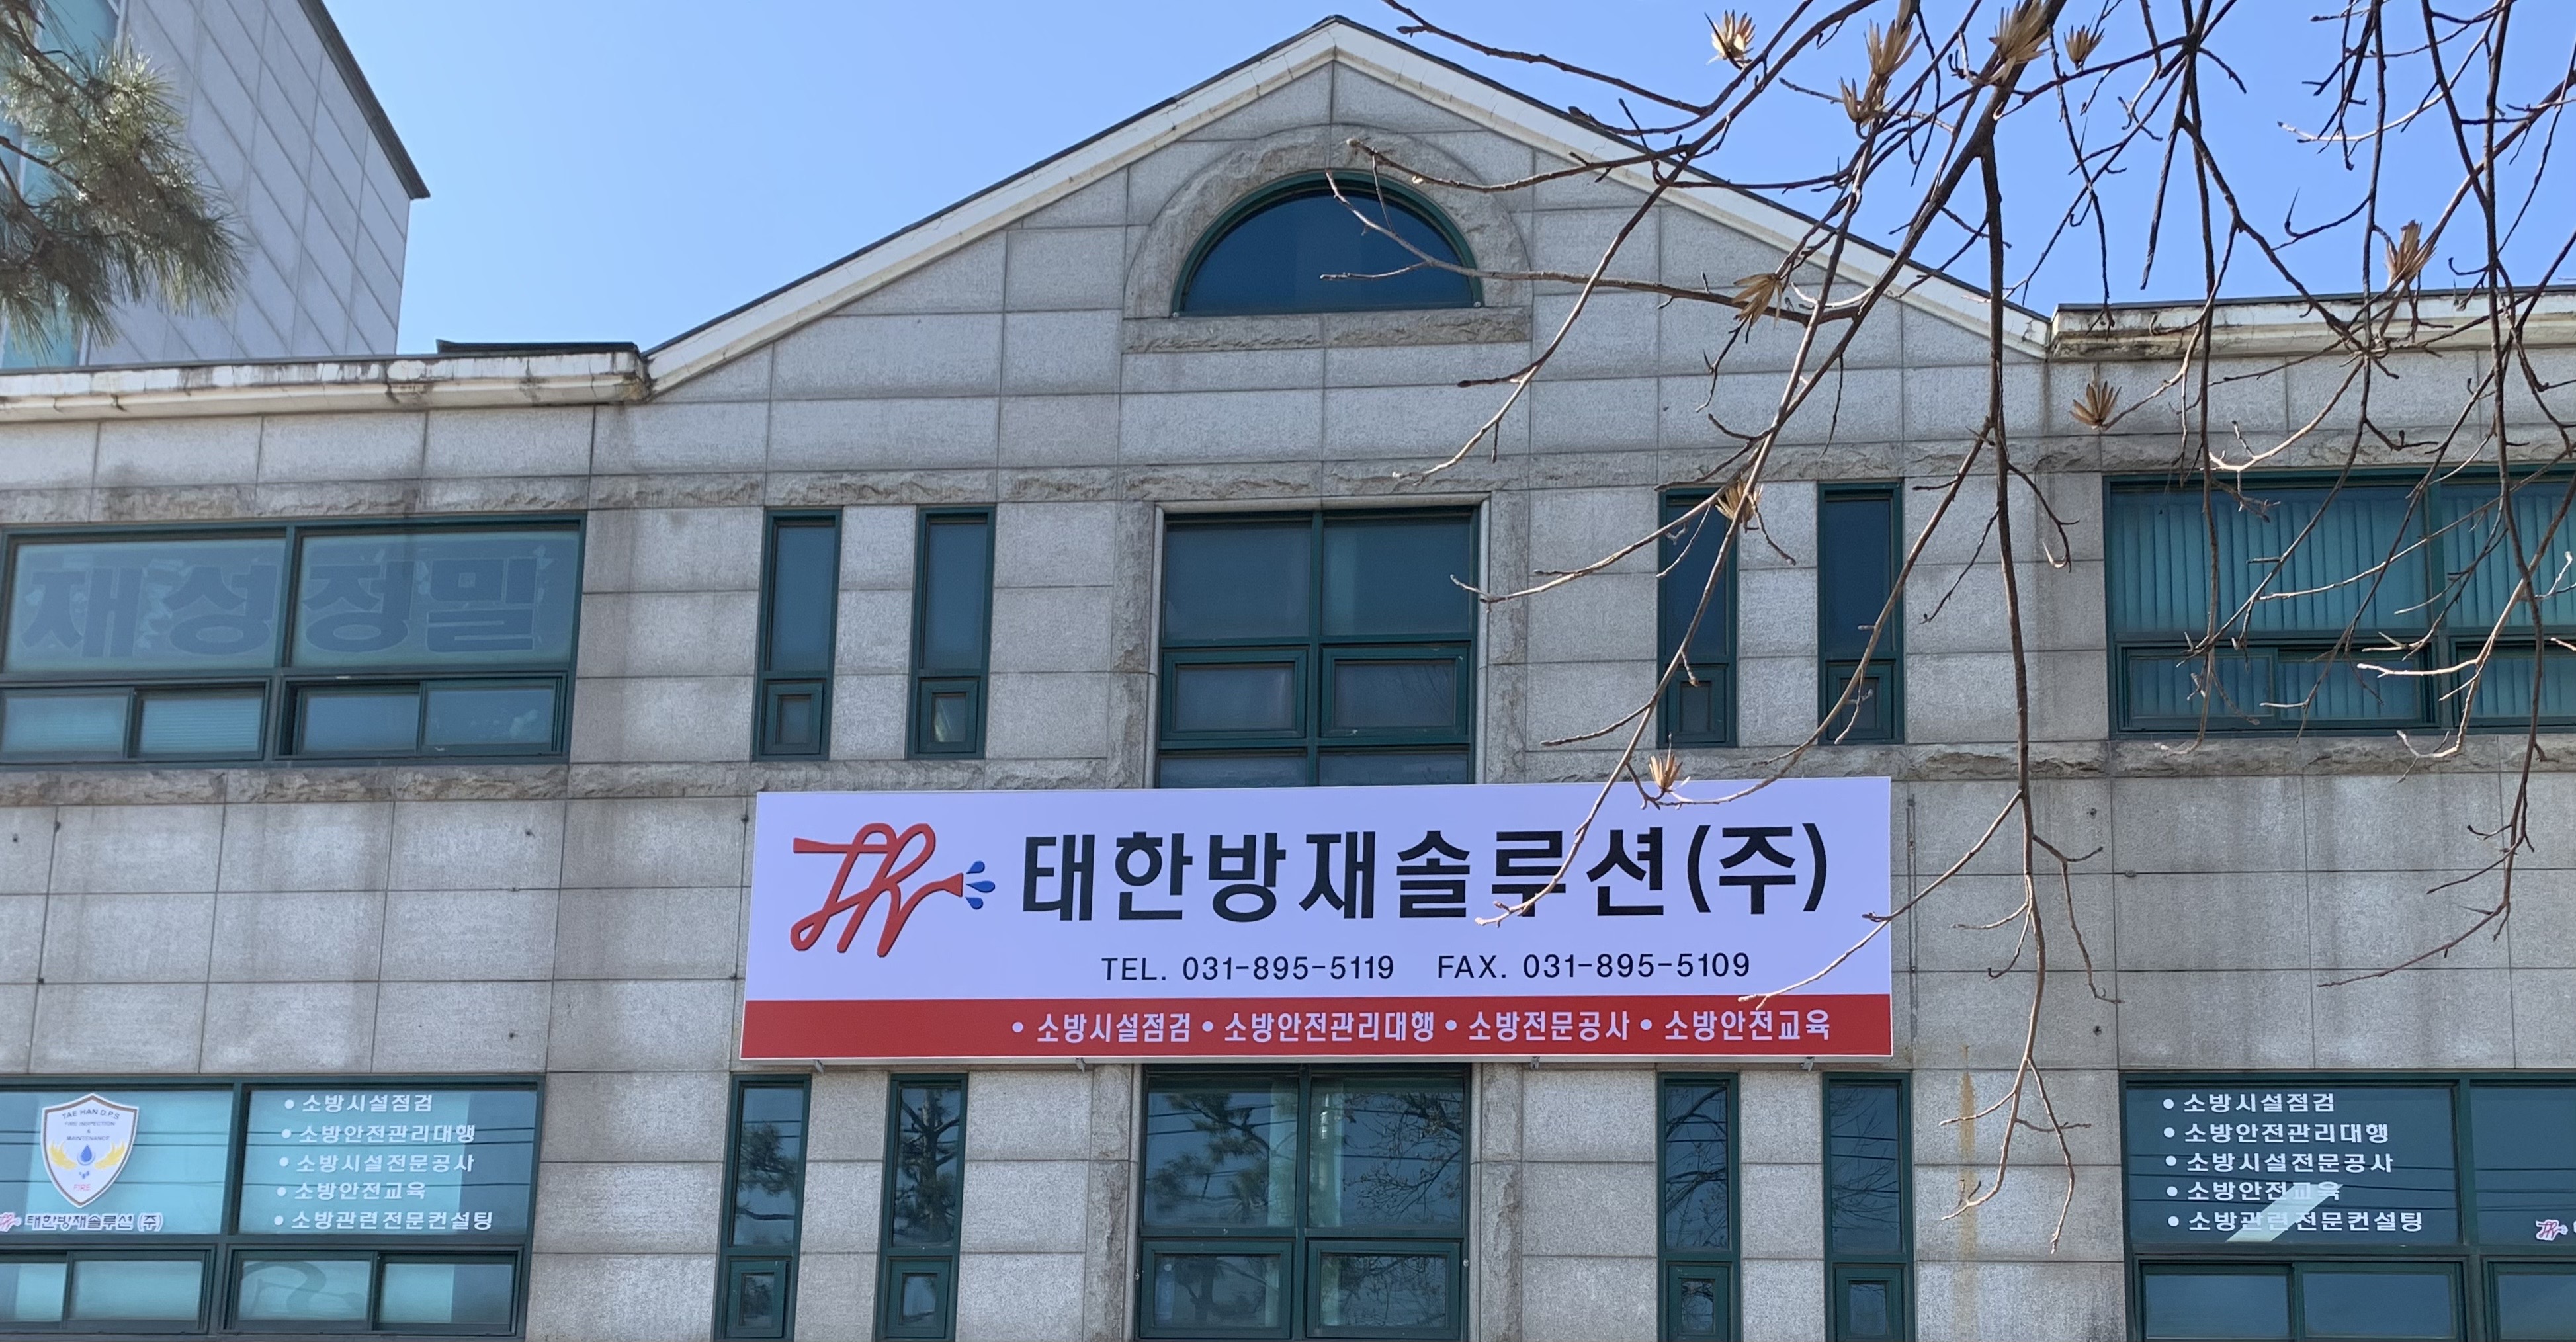 재성정밀
태한방재솔루션(주)
TEL. 031-895-5119 FAX. 031-895-5109
• 소방시설점검 • 소방안전관리대행 • 소방전문공사 • 소방안전교육
TAE HAN D.P.S
FIRE INSPECTION
&
MAINTENANCE
FIRE
태한방재솔루션 (주)
• 소방시설점검
• 소방안전관리대행
• 소방시설전문공사
• 소방안전교육
• 소방관련전문컨설팅
• 소방시설점검
• 소방안전관리대행
• 소방시설전문공사
• 소방안전교육
• 소방관련전문컨설팅